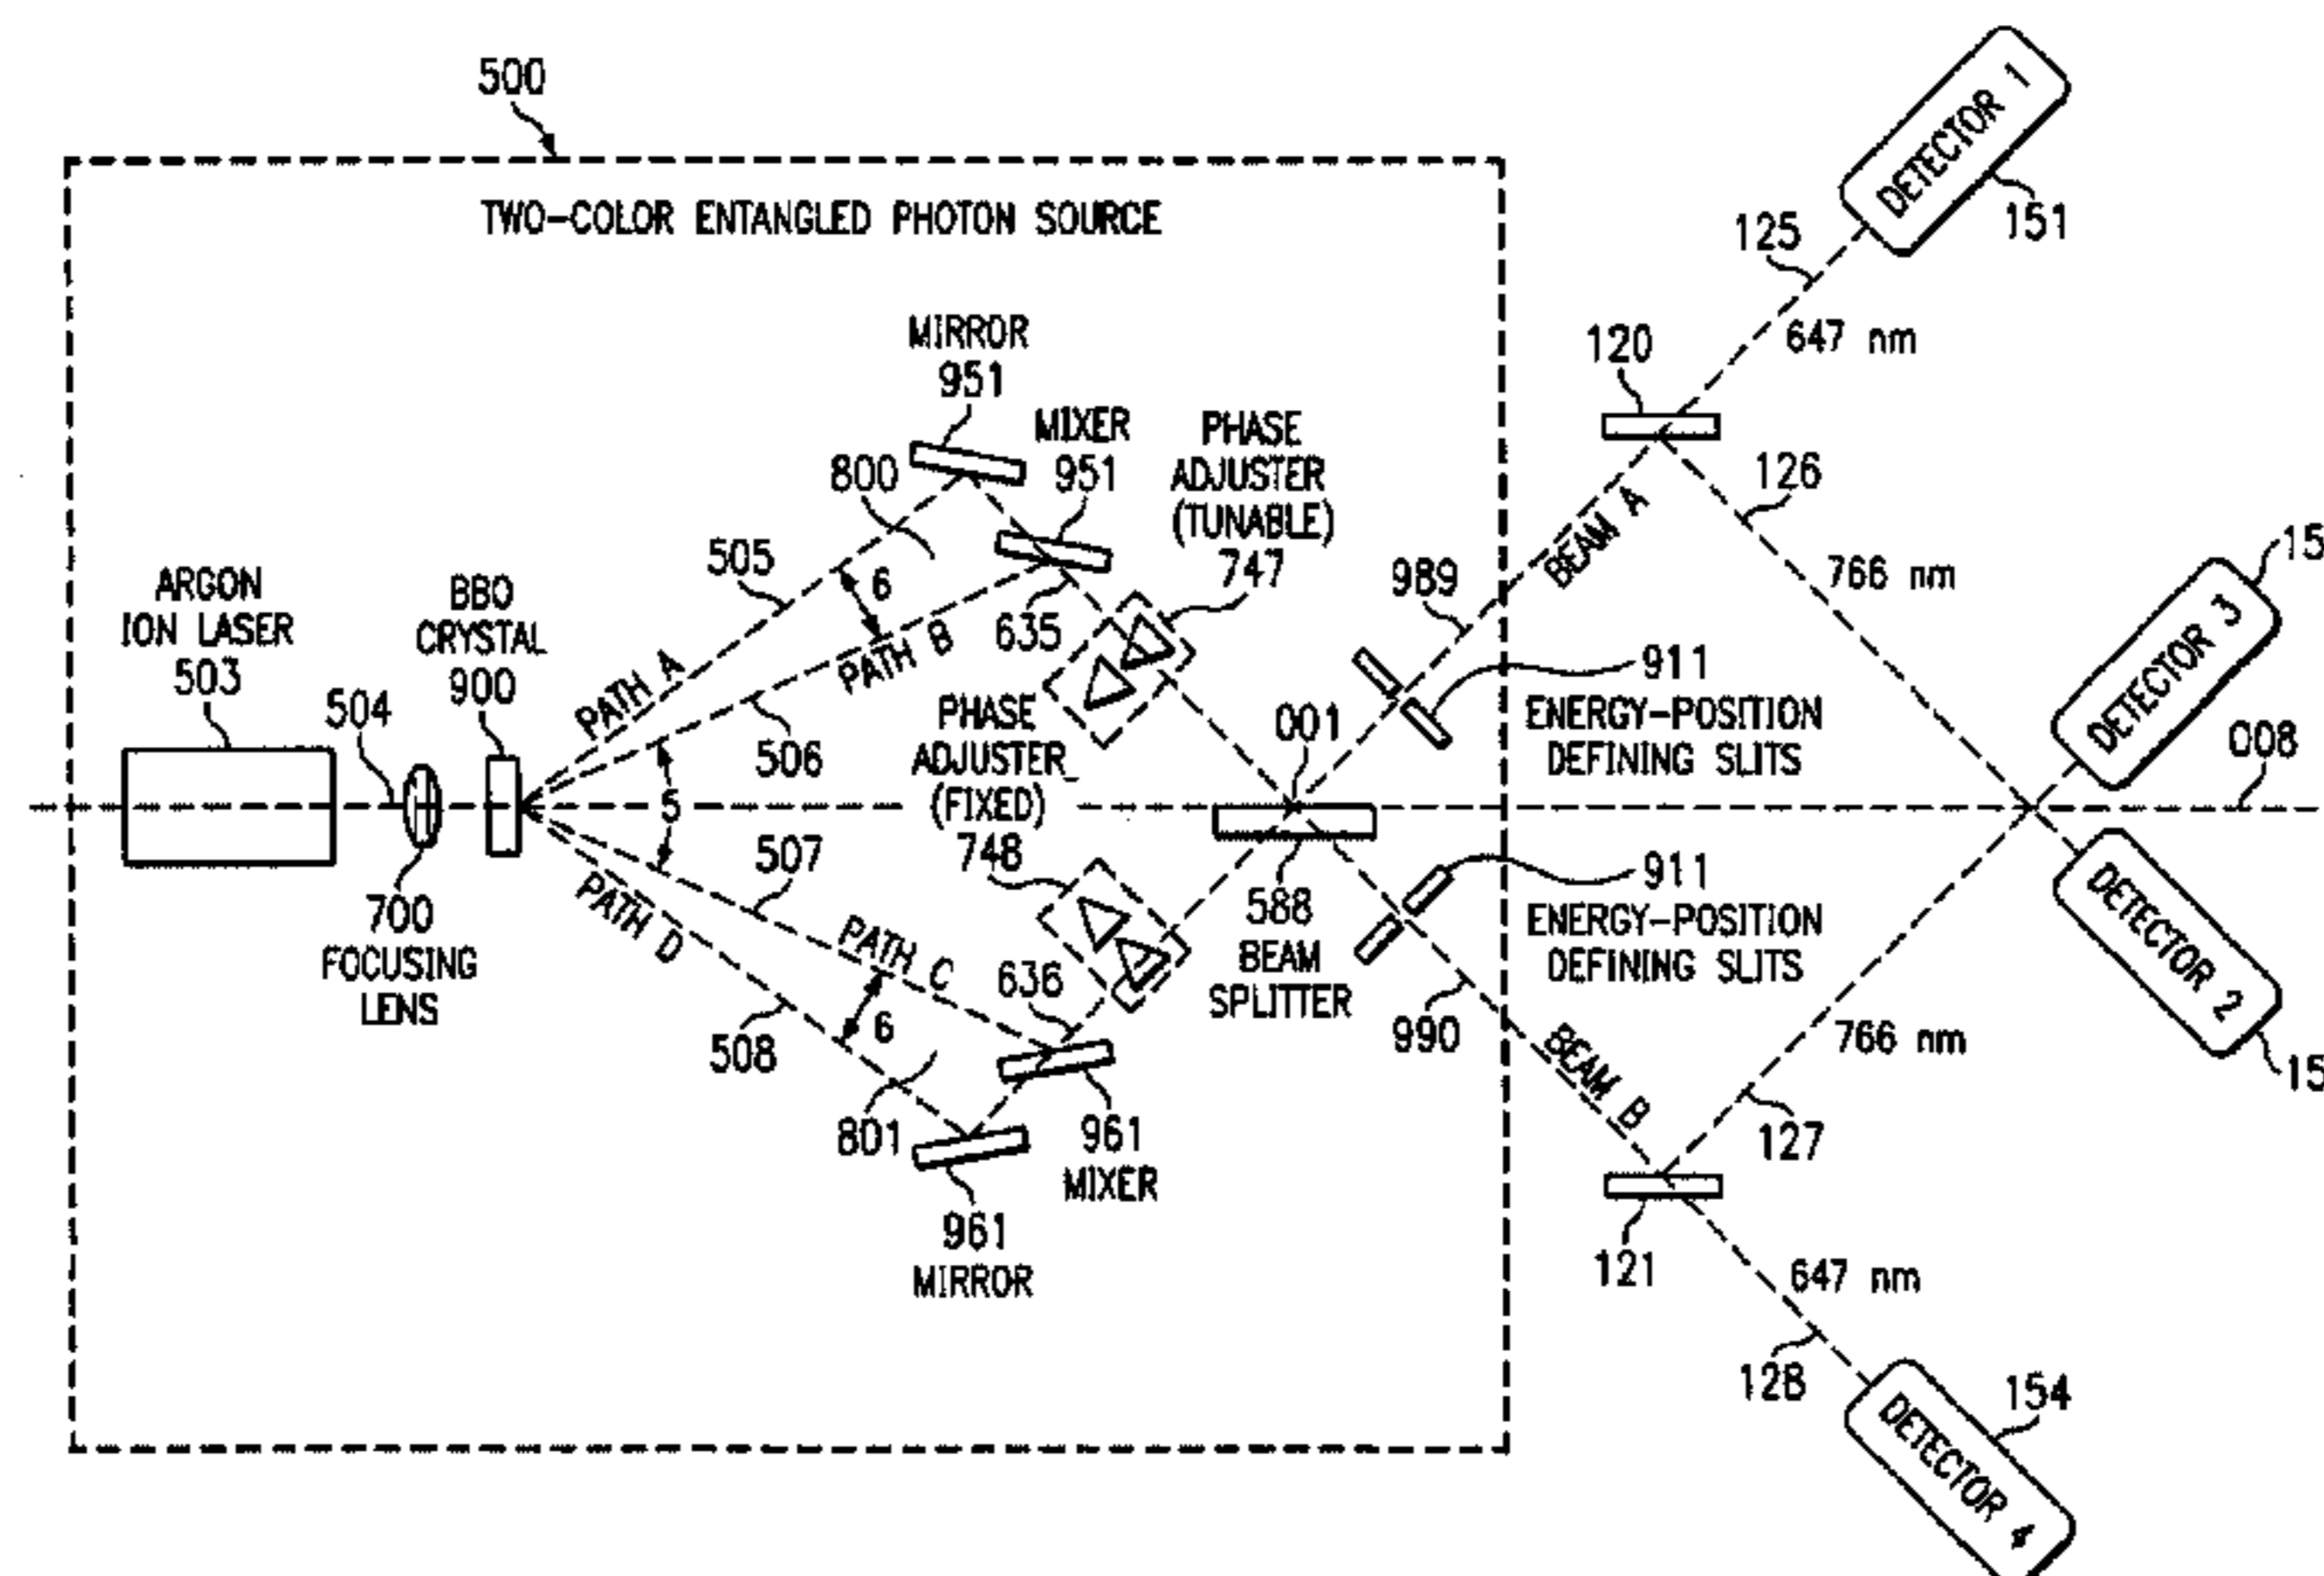 500
TWO-COLOR ENTANGLED PHOTON SOURCE
ARGON
ION LASER
503
504
700
FOCUSING
LENS
BBO
CRYSTAL
900
PATH A
505
800
6
PATH B
506
5
507
PATH C
PATH D
508
6
801
MIRROR
951
MIXER
951
635
PHASE
ADJUSTER
(TUNABLE)
747
PHASE
ADJUSTER
(FIXED)
748
636
961
MIXER
961
MIRROR
001
588
BEAM
SPLITTER
989
BEAM A
911
ENERGY-POSITION
DEFINING SLITS
911
ENERGY-POSITION
DEFINING SLITS
990
BEAM B
120
125
647 nm
DETECTOR 1
151
126
766 nm
DETECTOR 3
15
008
DETECTOR 2
15
766 nm
127
121
647 nm
128
DETECTOR 4
154